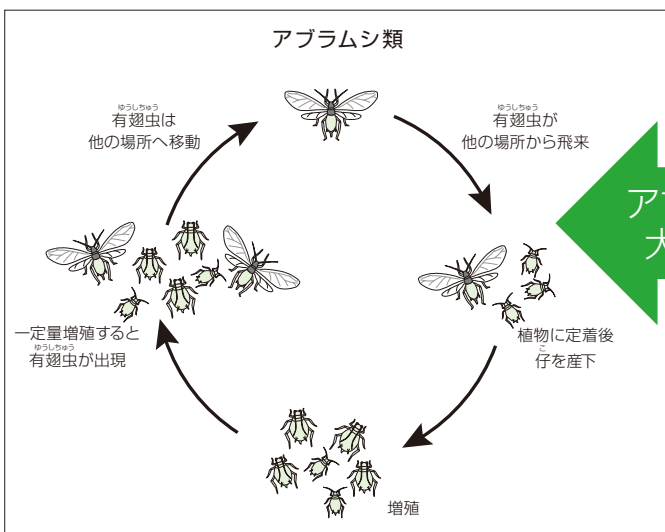 アブラムシ類
ゆうしちゅう
有翅虫は
他の場所へ移動
ゆうしちゅう
有翅虫が
他の場所から飛来
一定量増殖すると
ゆうしちゅう
有翅虫が出現
植物に定着後
こ
仔を産下
増殖